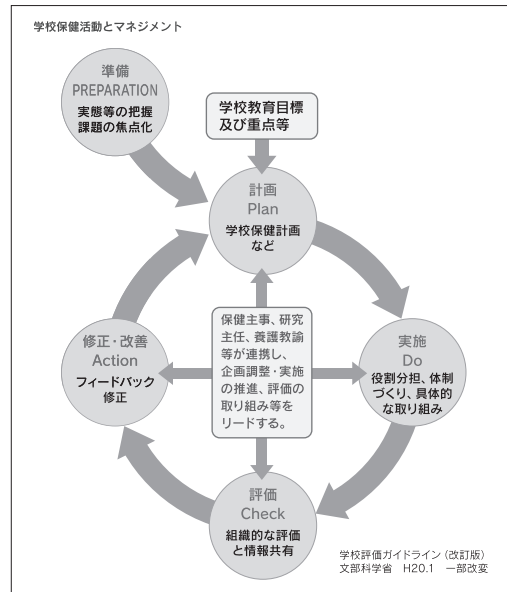 学校保健活動とマネジメント
準備
PREPARATION
実態等の把握
課題の焦点化
学校教育目標
及び重点等
計画
Plan
学校保健計画
など
保健主事、研究
主任、養護教諭
等が連携し、
企画調整・実施
の推進、評価の
取り組み等を
リードする。
修正・改善
Action
フィードバック
修正
実施
Do
役割分担、体制
づくり、具体的
な取り組み
評価
Check
組織的な評価
と情報共有
学校評価ガイドライン（改訂版）
文部科学省　H20.1　一部改変